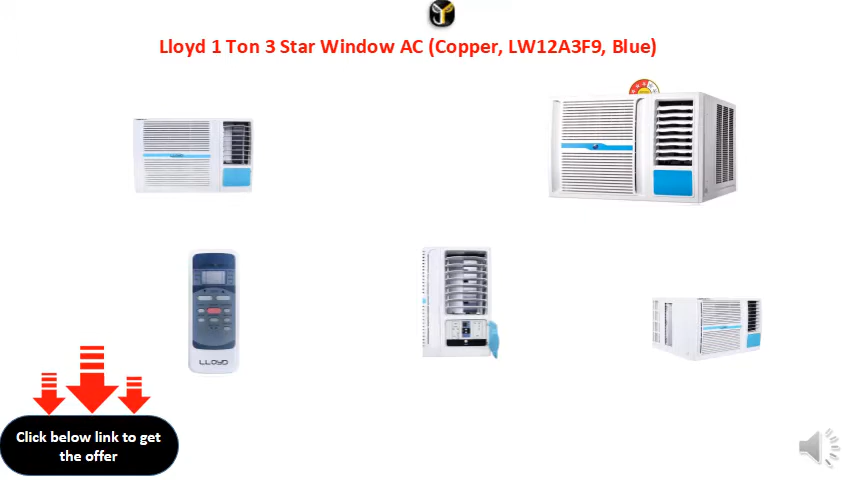 Lloyd 1 Ton 3 Star Window AC (Copper, LW12A3F9, Blue)
LLOYD
Click below link to get
the offer